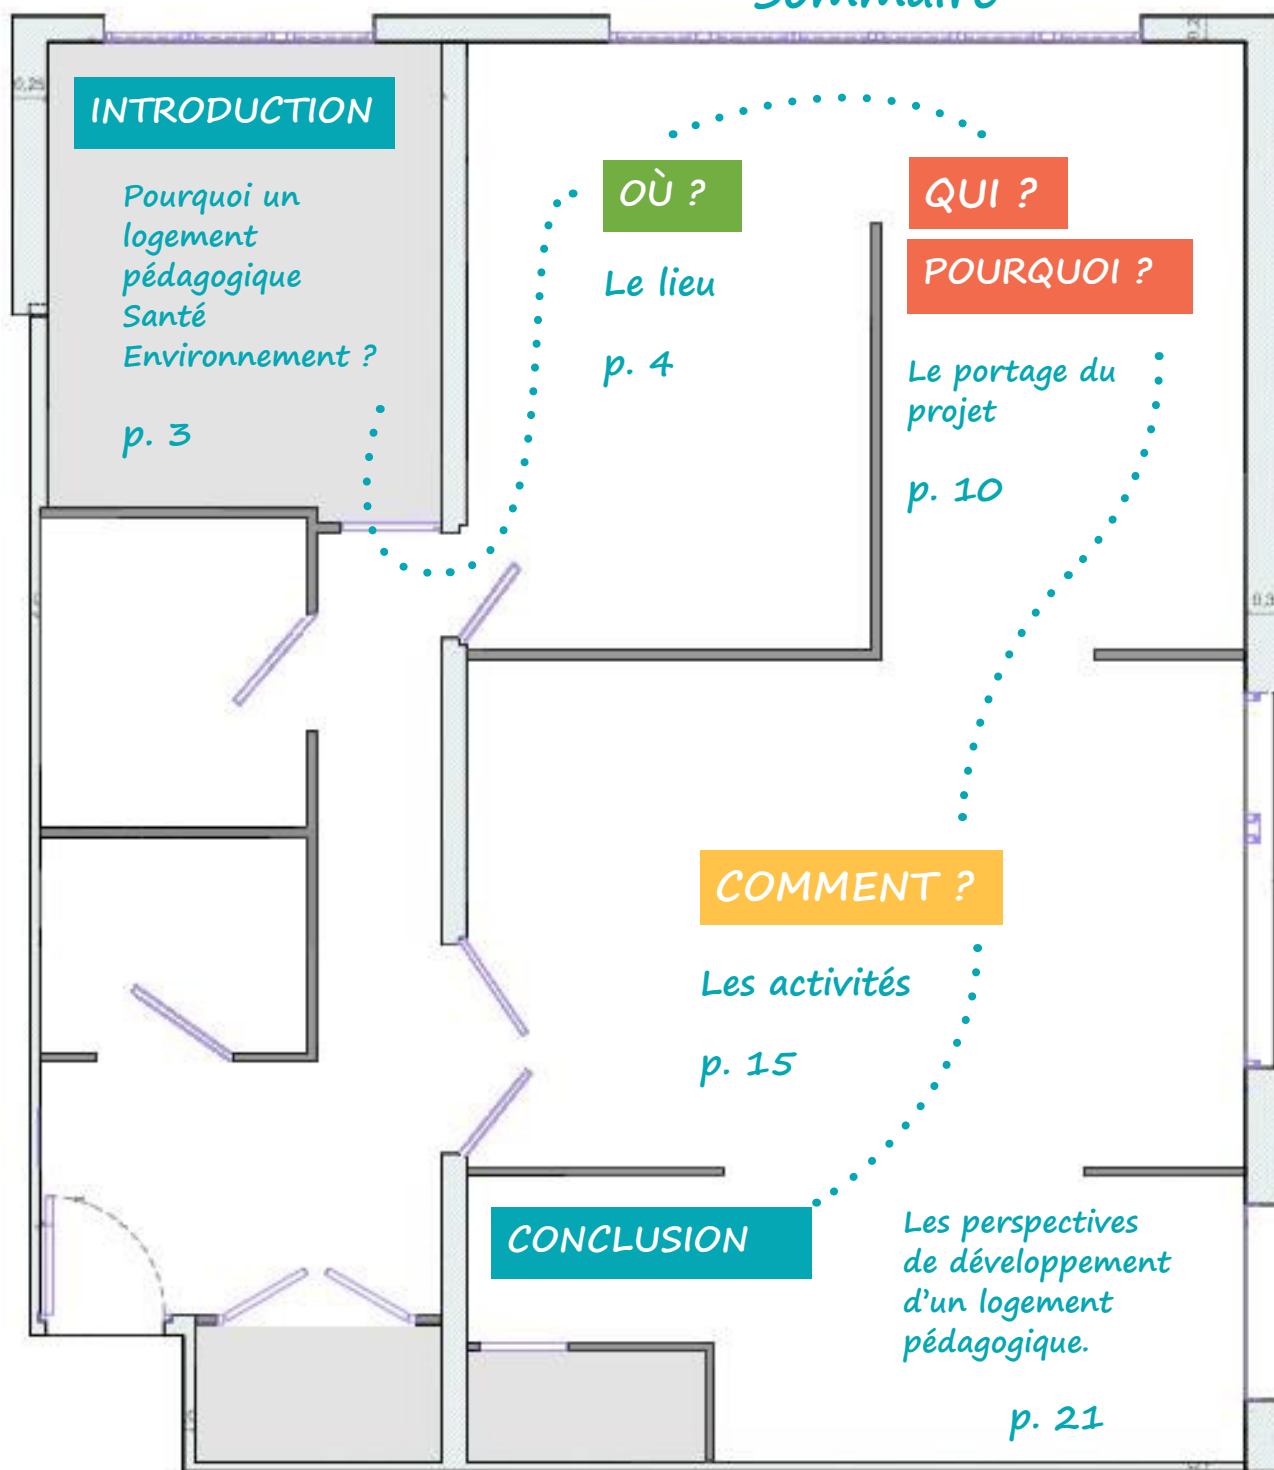 Sommaire
INTRODUCTION
Pourquoi un
logement
pédagogique
Santé
Environnement ?
p. 3
OÙ ?
Le lieu
p. 4
QUI ?
POURQUOI ?
Le portage du
projet
p. 10
COMMENT ?
Les activités
p. 15
CONCLUSION
Les perspectives
de développement
d'un logement
pédagogique.
p. 21